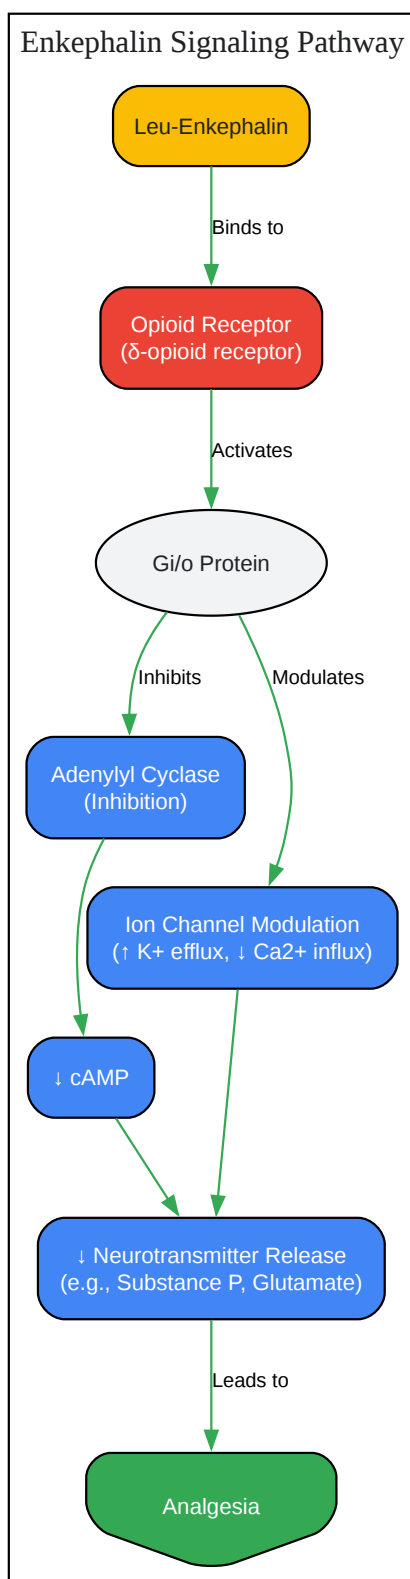 Enkephalin Signaling Pathway
Leu-Enkephalin
Binds to
Opioid Receptor
(δ-opioid receptor)
Activates
Gi/o Protein
Inhibits
Modulates
Adenylyl Cyclase
(Inhibition)
Ion Channel Modulation
(↑ K+ efflux, ↓ Ca2+ influx)
↓ cAMP
↓ Neurotransmitter Release
(e.g., Substance P, Glutamate)
Leads to
Analgesia